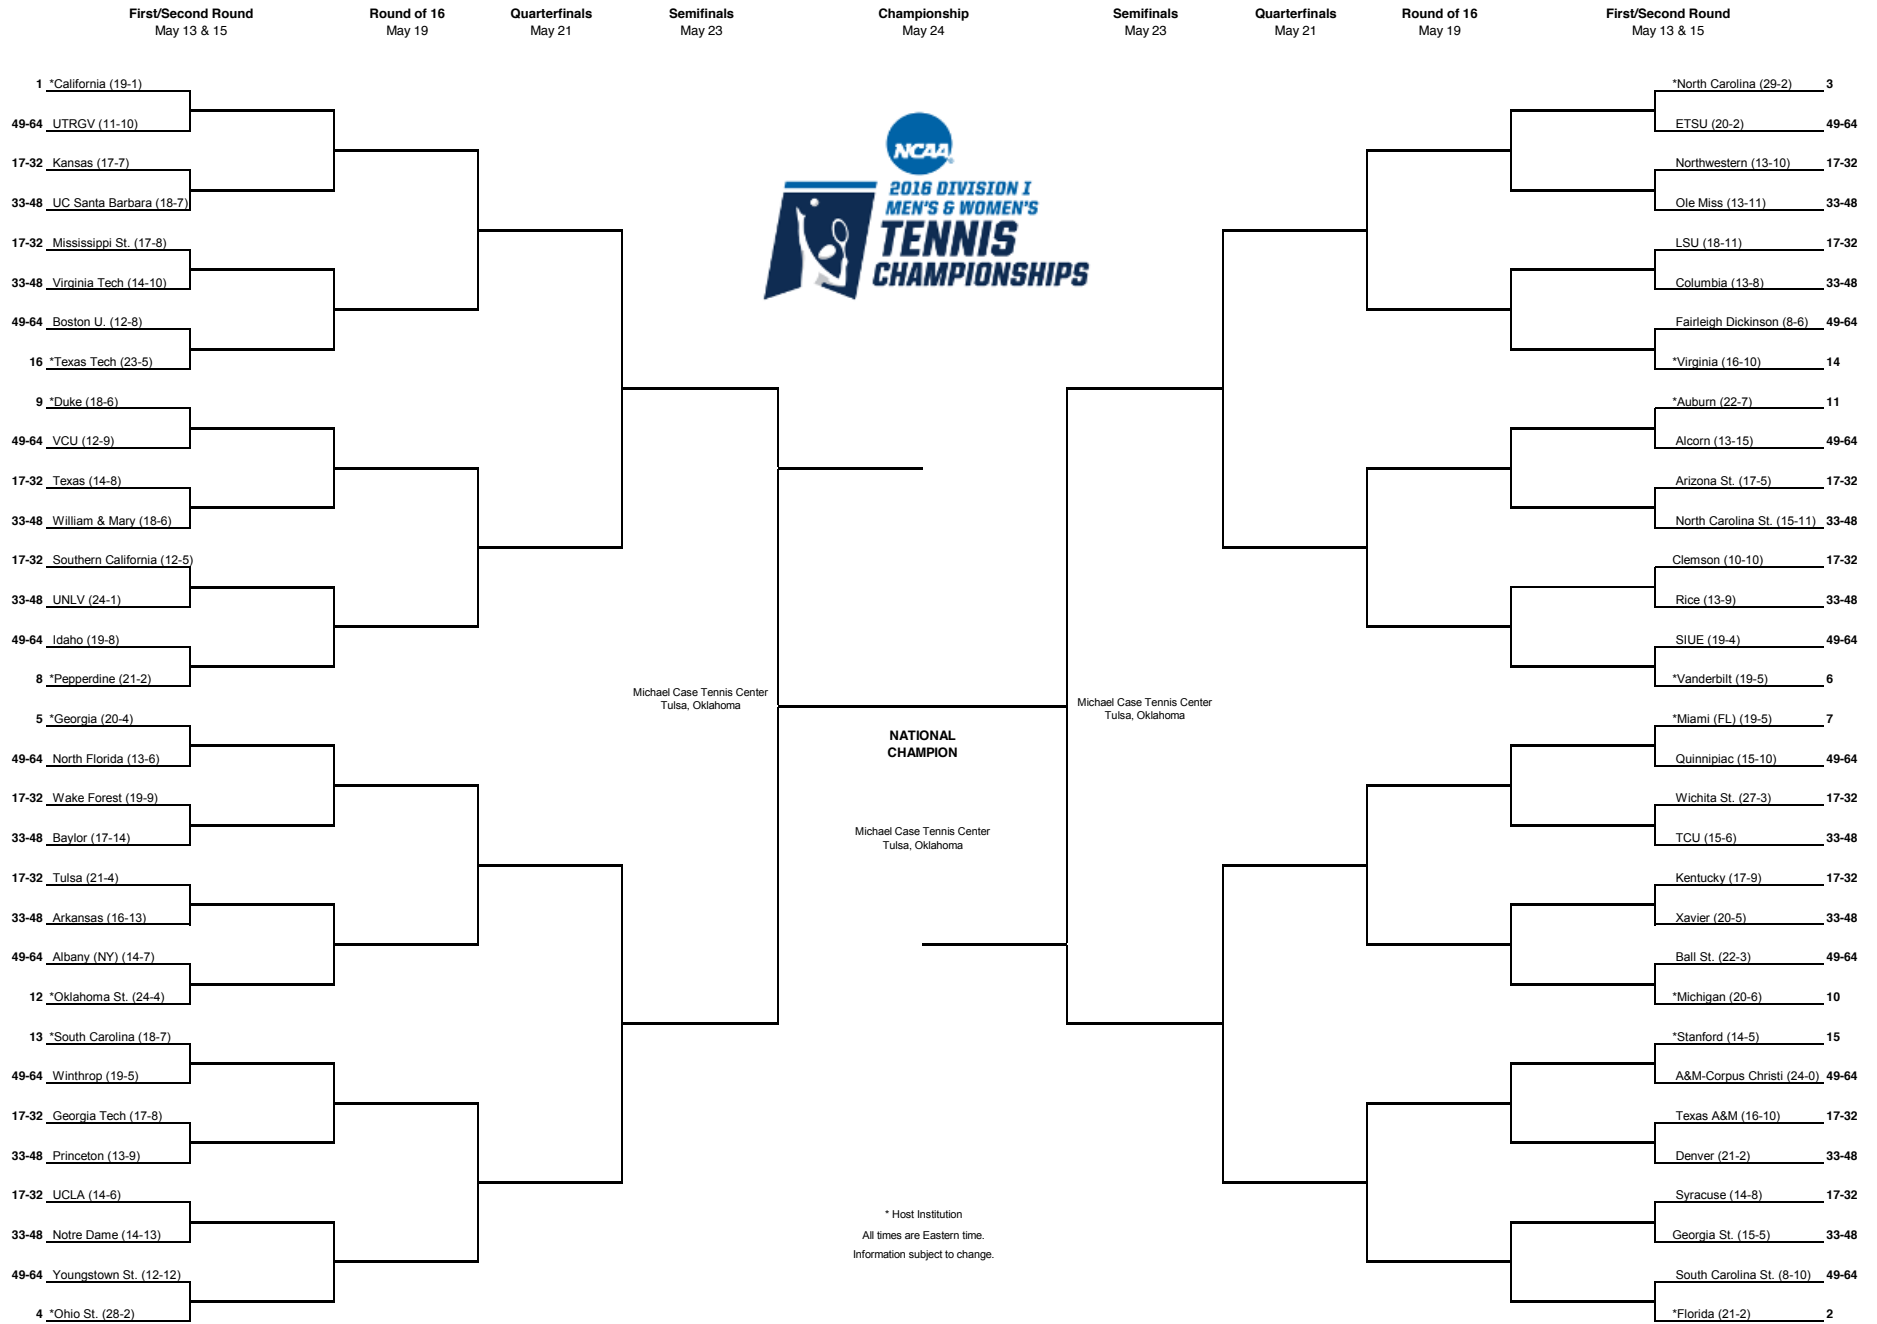 First/Second Round
May 13 & 15
Round of 16
May 19
Quarterfinals
May 21
Semifinals
May 23
Championship
May 24
Semifinals
May 23
Quarterfinals
May 21
Round of 16
May 19
First/Second Round
May 13 & 15
1 *California (19-1)
49-64 UTRGV (11-10)
17-32 Kansas (17-7)
33-48 UC Santa Barbara (18-7)
17-32 Mississippi St. (17-8)
33-48 Virginia Tech (14-10)
49-64 Boston U. (12-8)
16 *Texas Tech (23-5)
9 *Duke (18-6)
49-64 VCU (12-9)
17-32 Texas (14-8)
33-48 William & Mary (18-6)
17-32 Southern California (12-5)
33-48 UNLV (24-1)
49-64 Idaho (19-8)
8 *Pepperdine (21-2)
5 *Georgia (20-4)
49-64 North Florida (13-6)
17-32 Wake Forest (19-9)
33-48 Baylor (17-14)
17-32 Tulsa (21-4)
33-48 Arkansas (16-13)
49-64 Albany (NY) (14-7)
12 *Oklahoma St. (24-4)
13 *South Carolina (18-7)
49-64 Winthrop (19-5)
17-32 Georgia Tech (17-8)
33-48 Princeton (13-9)
17-32 UCLA (14-6)
33-48 Notre Dame (14-13)
49-64 Youngstown St. (12-12)
4 *Ohio St. (28-2)
NCAA
2016 DIVISION I
MEN'S & WOMEN'S
TENNIS
CHAMPIONSHIPS
Michael Case Tennis Center
Tulsa, Oklahoma
NATIONAL
CHAMPION
Michael Case Tennis Center
Tulsa, Oklahoma
Michael Case Tennis Center
Tulsa, Oklahoma
* Host Institution
All times are Eastern time.
Information subject to change.
*North Carolina (29-2) 3
ETSU (20-2) 49-64
Northwestern (13-10) 17-32
Ole Miss (13-11) 33-48
LSU (18-11) 17-32
Columbia (13-8) 33-48
Fairleigh Dickinson (8-6) 49-64
*Virginia (16-10) 14
*Auburn (22-7) 11
Alcorn (13-15) 49-64
Arizona St. (17-5) 17-32
North Carolina St. (15-11) 33-48
Clemson (10-10) 17-32
Rice (13-9) 33-48
SIUE (19-4) 49-64
*Vanderbilt (19-5) 6
*Miami (FL) (19-5) 7
Quinnipiac (15-10) 49-64
Wichita St. (27-3) 17-32
TCU (15-6) 33-48
Kentucky (17-9) 17-32
Xavier (20-5) 33-48
Ball St. (22-3) 49-64
*Michigan (20-6) 10
*Stanford (14-5) 15
A&M-Corpus Christi (24-0) 49-64
Texas A&M (16-10) 17-32
Denver (21-2) 33-48
Syracuse (14-8) 17-32
Georgia St. (15-5) 33-48
South Carolina St. (8-10) 49-64
*Florida (21-2) 2